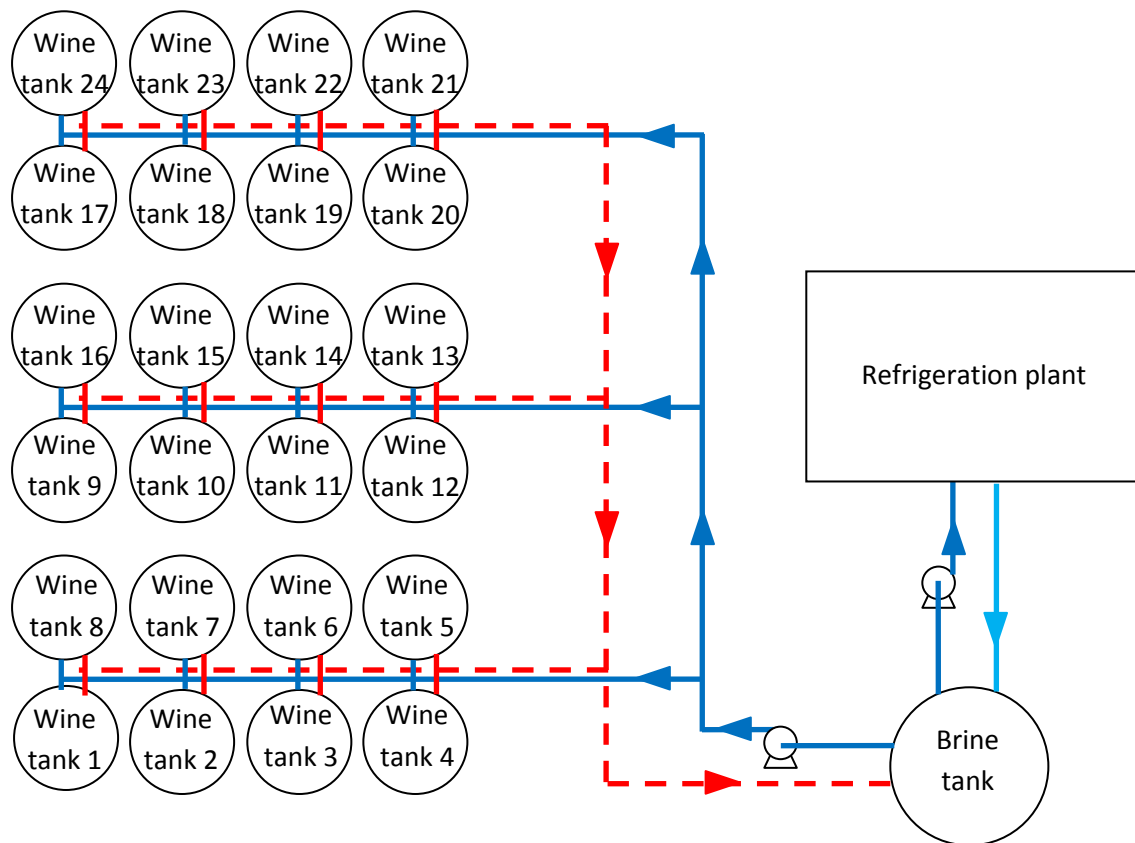 Wine
tank 24
Wine
tank 23
Wine
tank 22
Wine
tank 21
Wine
tank 17
Wine
tank 18
Wine
tank 19
Wine
tank 20
Wine
tank 16
Wine
tank 15
Wine
tank 14
Wine
tank 13
Wine
tank 9
Wine
tank 10
Wine
tank 11
Wine
tank 12
Wine
tank 8
Wine
tank 7
Wine
tank 6
Wine
tank 5
Wine
tank 1
Wine
tank 2
Wine
tank 3
Wine
tank 4
Refrigeration plant
Brine
tank